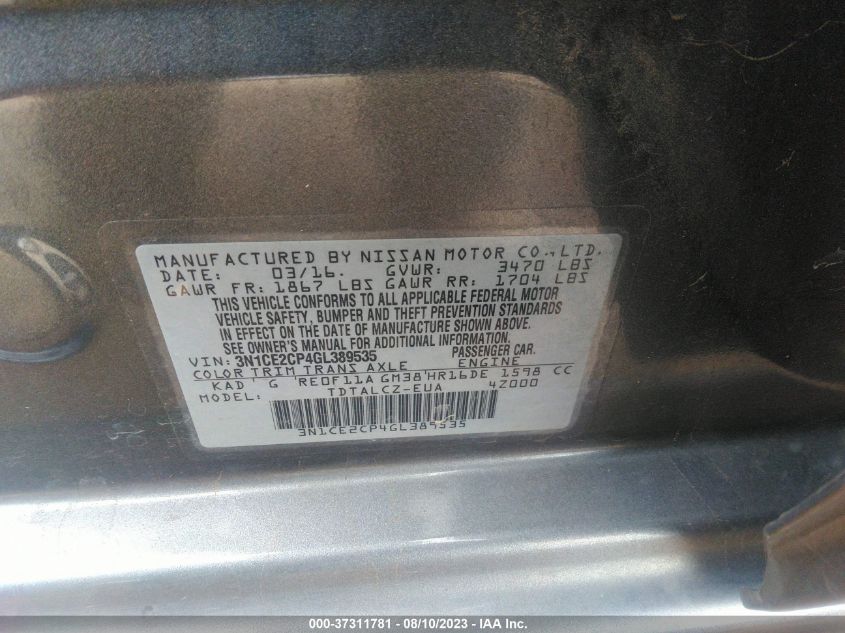 MANUFACTURED BY NISSAN MOTOR CO., LTD.
DATE: 03/16. GVWR: 3470 LBS
GAWR FR: 1867 LBS GAWR RR: 1704 LBS
THIS VEHICLE CONFORMS TO ALL APPLICABLE FEDERAL MOTOR
VEHICLE SAFETY, BUMPER AND THEFT PREVENTION STANDARDS
IN EFFECT ON THE DATE OF MANUFACTURE SHOWN ABOVE.
SEE OWNER'S MANUAL FOR ADDITIONAL INFORMATION.
VIN: 3N1CE2CP4GL389535 PASSENGER CAR.
COLOR TRIM TRANS AXLE ENGINE
KAD G RE0F11A GM38 HR16DE 1598 CC
MODEL: TDTALCZ-EUA 4Z000
3N1CE2CP4GL389535
000-37311781 - 08/10/2023 - IAA Inc.